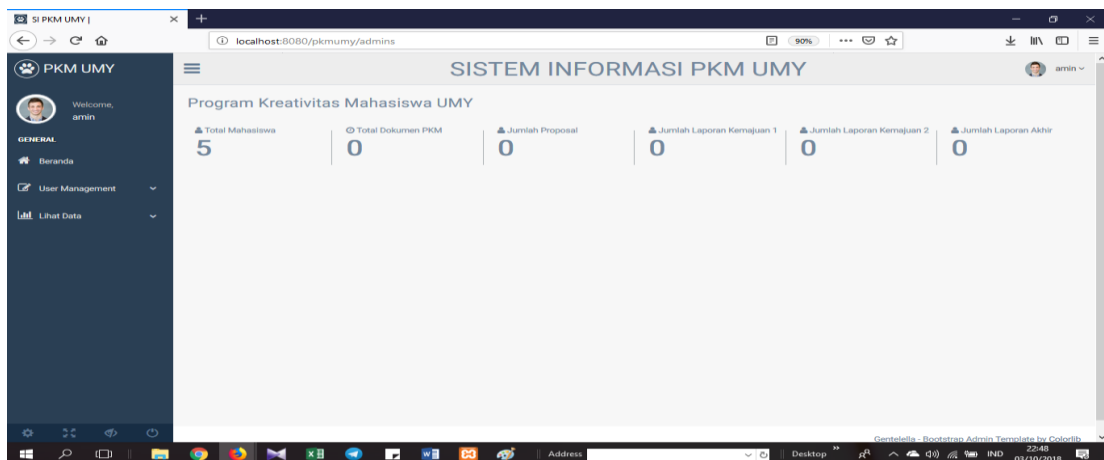 SI PKM UMY |
localhost:8080/pkmumy/admins
90%
PKM UMY
SISTEM INFORMASI PKM UMY
amin
Welcome,
amin
GENERAL
Beranda
User Management
Lihat Data
Program Kreativitas Mahasiswa UMY
Total Mahasiswa
5
Total Dokumen PKM
0
Jumlah Proposal
0
Jumlah Laporan Kemajuan 1
0
Jumlah Laporan Kemajuan 2
0
Jumlah Laporan Akhir
0
Gentelella - Bootstrap Admin Template by Colorlib
Address
Desktop
IND
22:48
03/10/2018